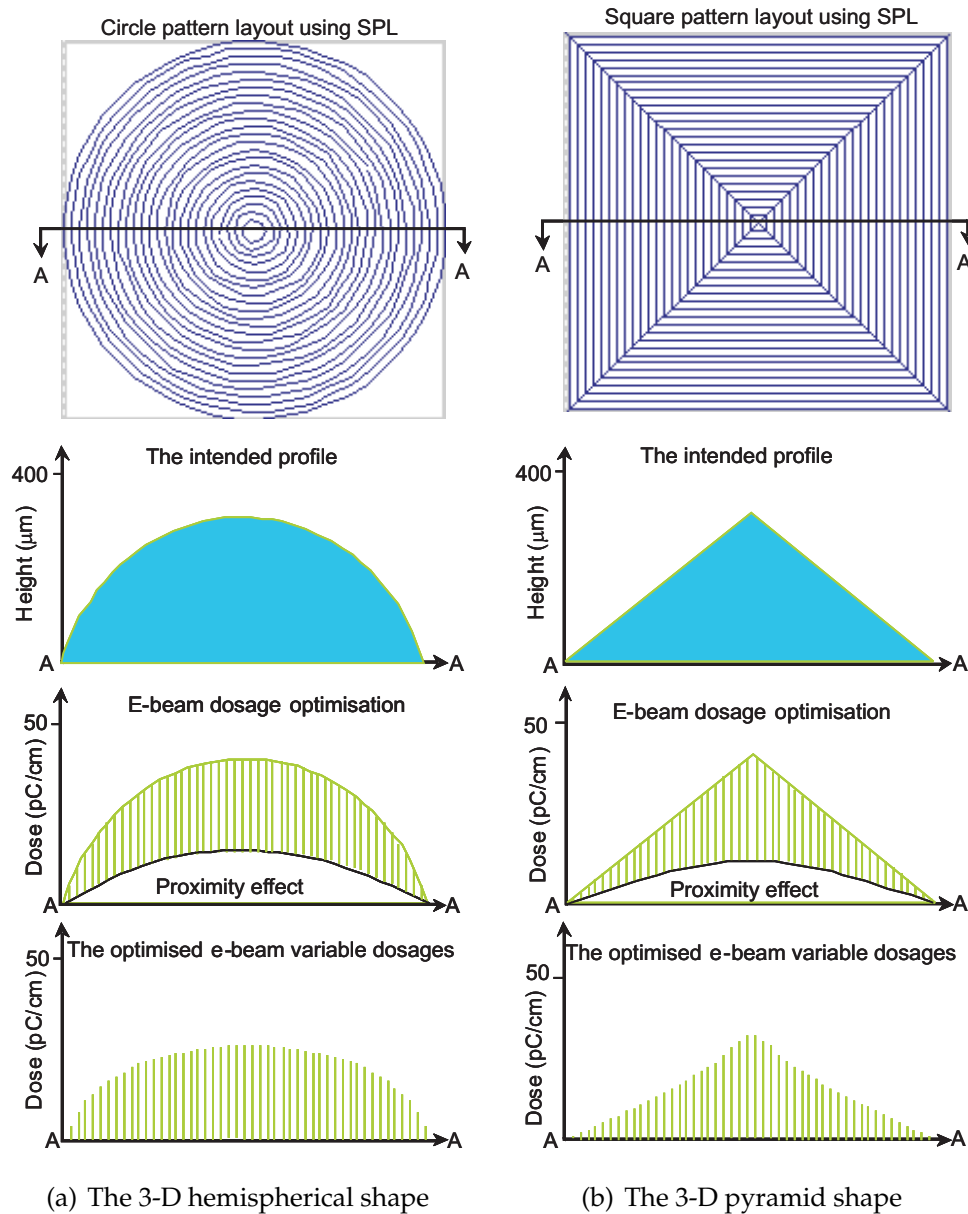 Circle pattern layout using SPL
A
A
The intended profile
400
Height (μm)
A
A
E-beam dosage optimisation
50
Dose (pC/cm)
Proximity effect
A
A
The optimised e-beam variable dosages
50
Dose (pC/cm)
A
A
(a) The 3-D hemispherical shape
Square pattern layout using SPL
A
A
The intended profile
400
Height (μm)
A
A
E-beam dosage optimisation
50
Dose (pC/cm)
Proximity effect
A
A
The optimised e-beam variable dosages
50
Dose (pC/cm)
A
A
(b) The 3-D pyramid shape